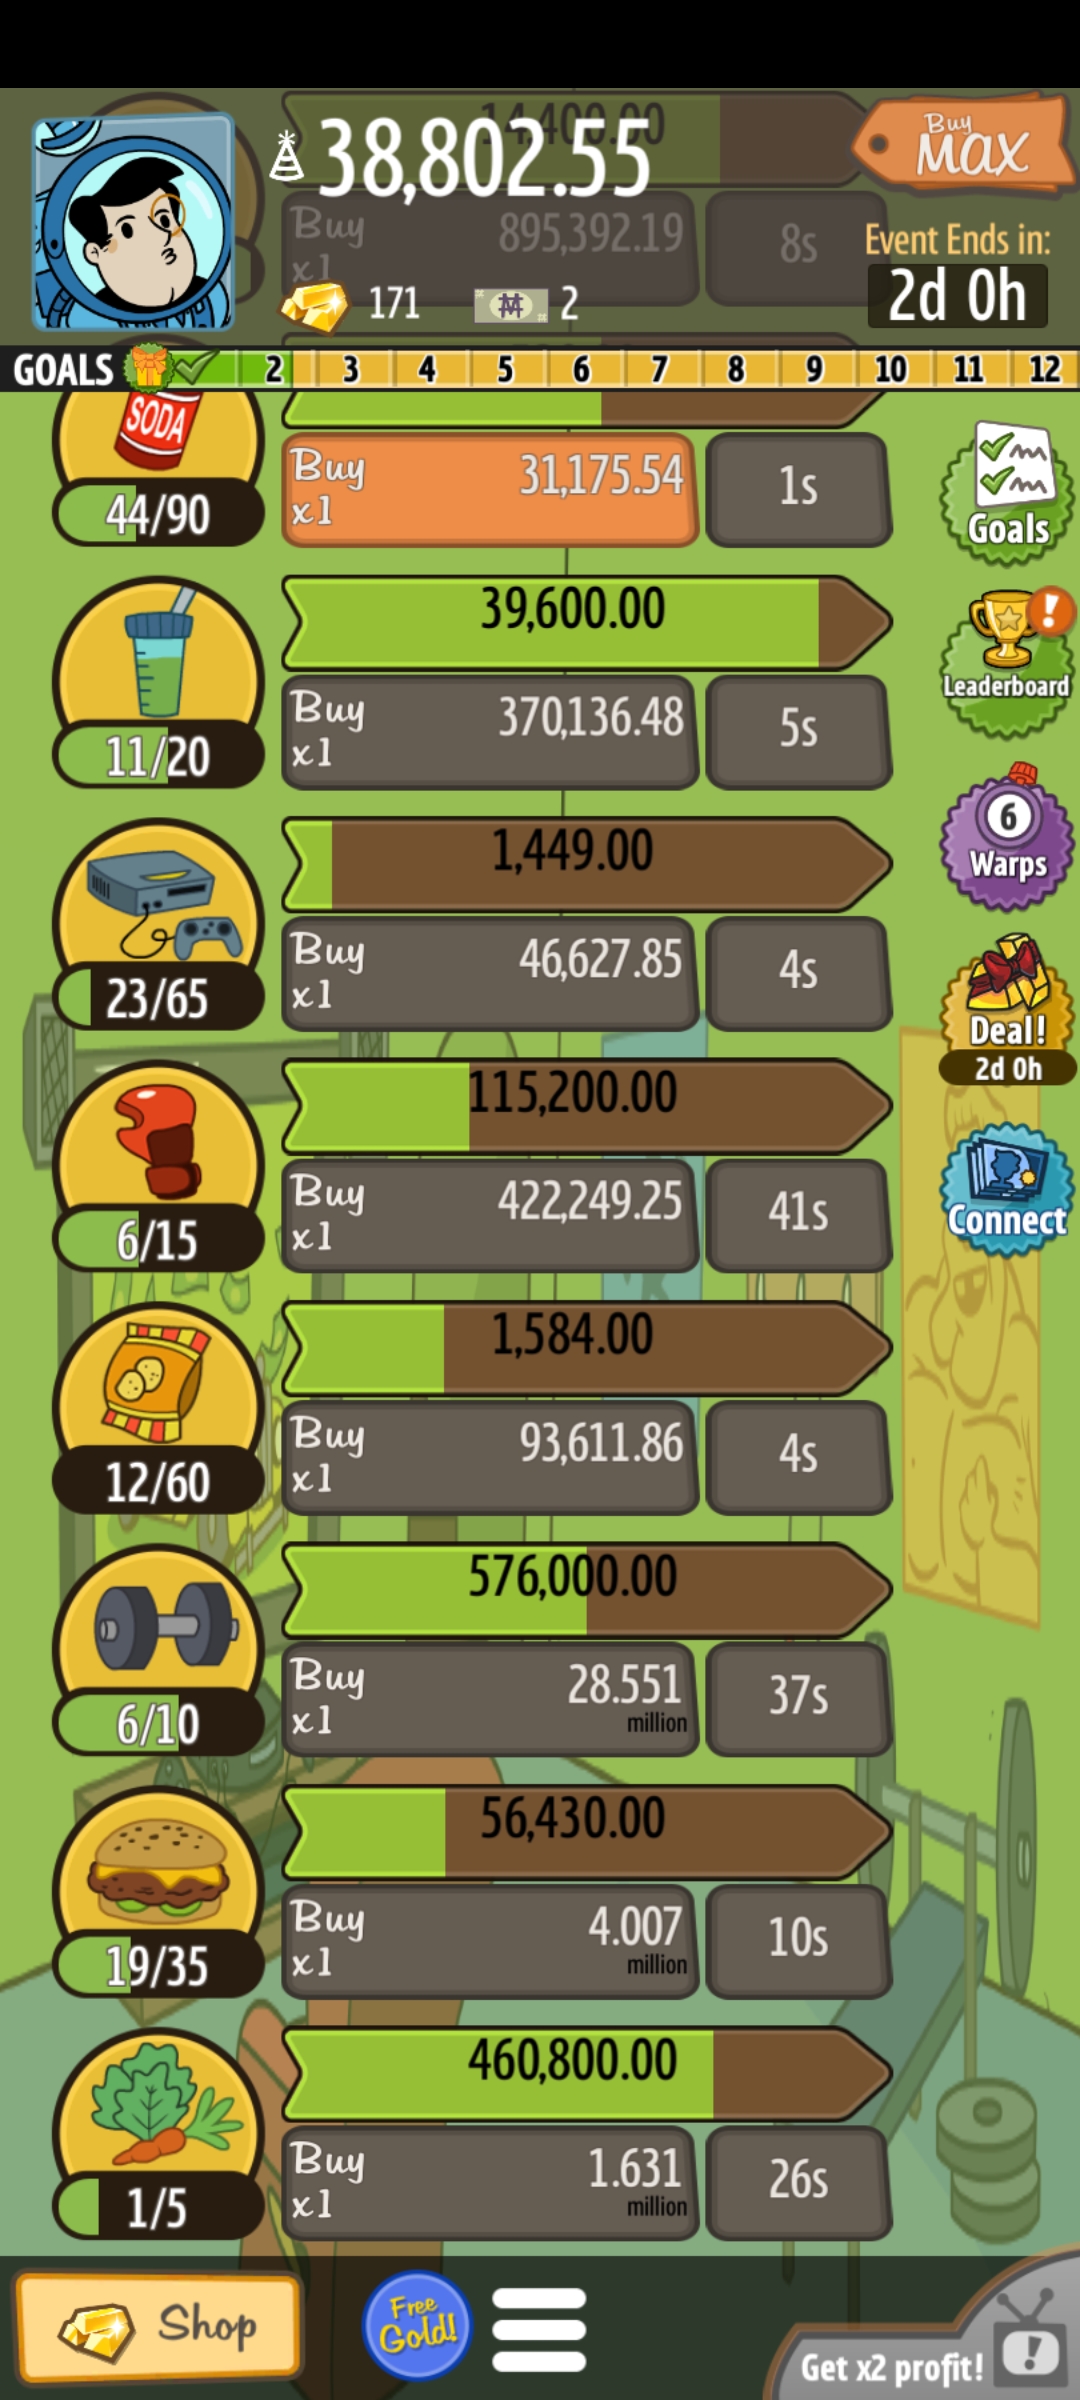 14,400.00
38,802.55
Buy
MAX
Buy
x1
895,392.19
8s
Event Ends in:
2d 0h
171
2
GOALS 2 3 4 5 6 7 8 9 10 11 12
SODA
44/90
Buy
x1
31,175.54
1s
Goals
39,600.00
11/20
Buy
x1
370,136.48
5s
!
Leaderboard
1,449.00
23/65
Buy
x1
46,627.85
4s
6
Warps
115,200.00
6/15
Buy
x1
422,249.25
41s
Deal!
2d 0h
1,584.00
12/60
Buy
x1
93,611.86
4s
Connect
576,000.00
6/10
Buy
x1
28.551
million
37s
56,430.00
19/35
Buy
x1
4.007
million
10s
460,800.00
1/5
Buy
x1
1.631
million
26s
Shop
Free
Gold!
Get x2 profit!
!